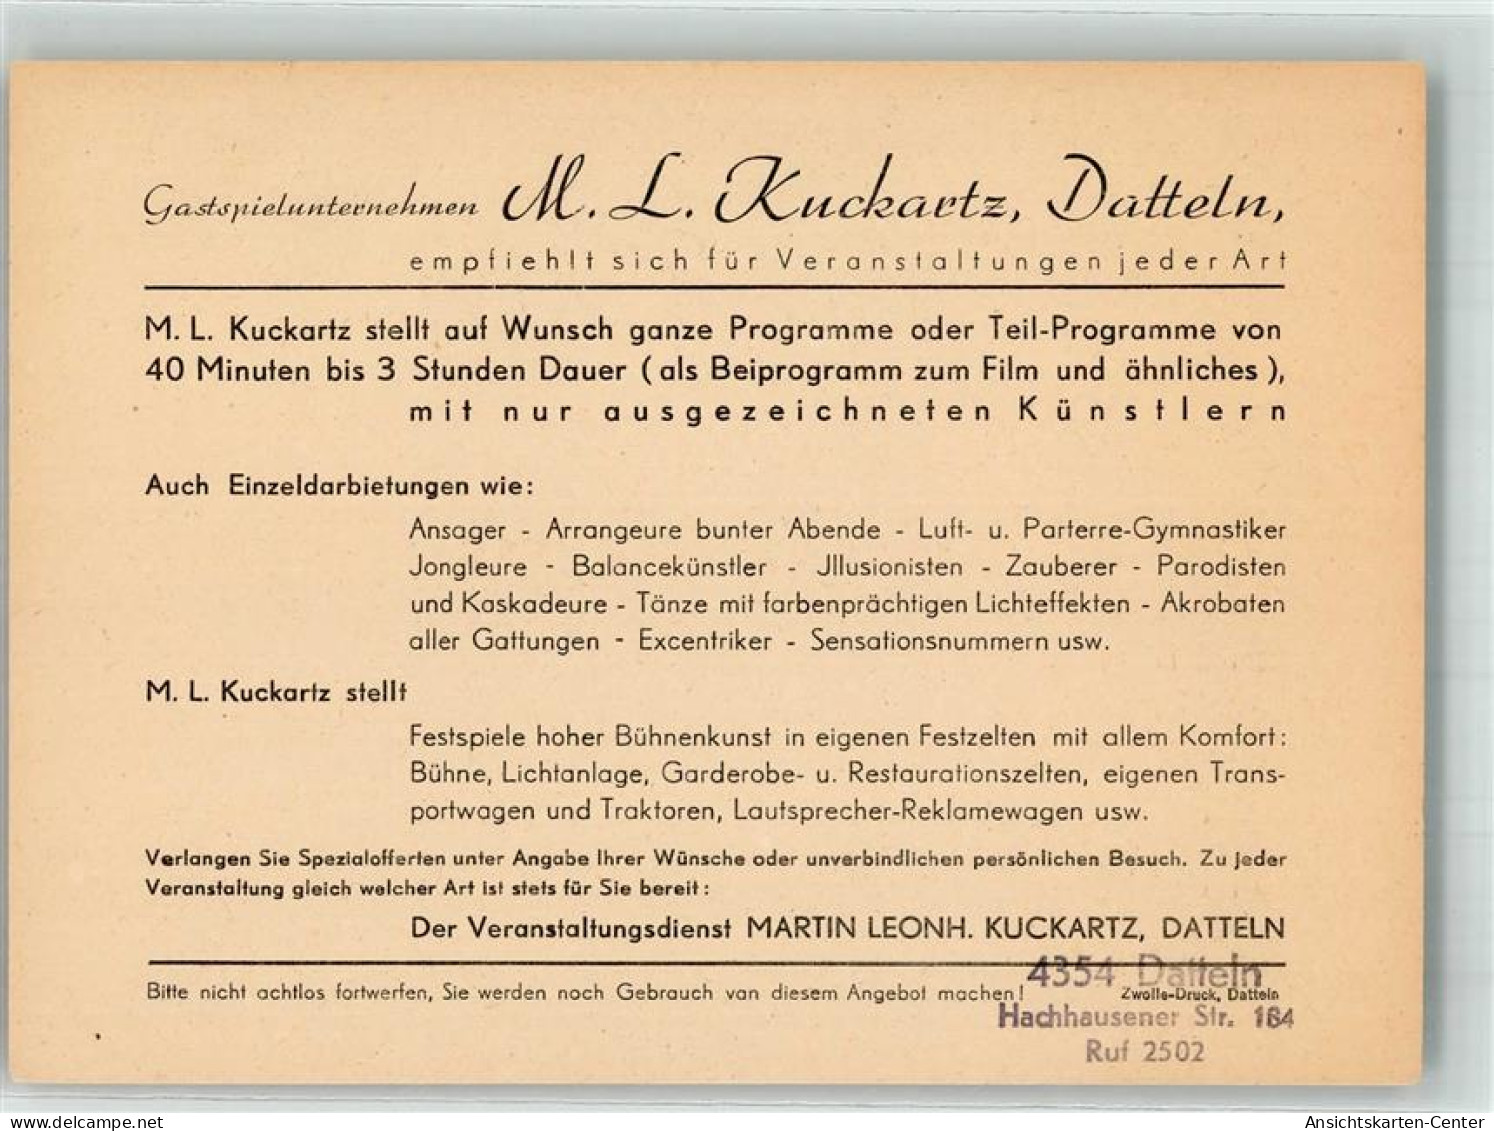 Gastspielunternehmen M. L. Kuckartz, Datteln,
empfiehlt sich für Veranstaltungen jeder Art
M. L. Kuckartz stellt auf Wunsch ganze Programme oder Teil-Programme von
40 Minuten bis 3 Stunden Dauer (als Beiprogramm zum Film und ähnliches),
mit nur ausgezeichneten Künstlern
Auch Einzeldarbietungen wie:
Ansager - Arrangeure bunter Abende - Luft- u. Parterre-Gymnastiker
Jongleure - Balancekünstler - Jllusionisten - Zauberer - Parodisten
und Kaskadeure - Tänze mit farbenprächtigen Lichteffekten - Akrobaten
aller Gattungen - Excentriker - Sensationsnummern usw.
M. L. Kuckartz stellt
Festspiele hoher Bühnenkunst in eigenen Festzelten mit allem Komfort:
Bühne, Lichtanlage, Garderobe- u. Restaurationszelten, eigenen Trans-
portwagen und Traktoren, Lautsprecher-Reklamewagen usw.
Verlangen Sie Spezialofferten unter Angabe Ihrer Wünsche oder unverbindlichen persönlichen Besuch. Zu jeder
Veranstaltung gleich welcher Art ist stets für Sie bereit:
Der Veranstaltungsdienst MARTIN LEONH. KUCKARTZ, DATTELN
4354 Datteln
Bitte nicht achtlos fortwerfen, Sie werden noch Gebrauch van diesem Angebot machen! Zwolle-Druck, Datteln
Hachhausener Str.
Ruf 2502
oldthing.com
Ansichtskarten-Center